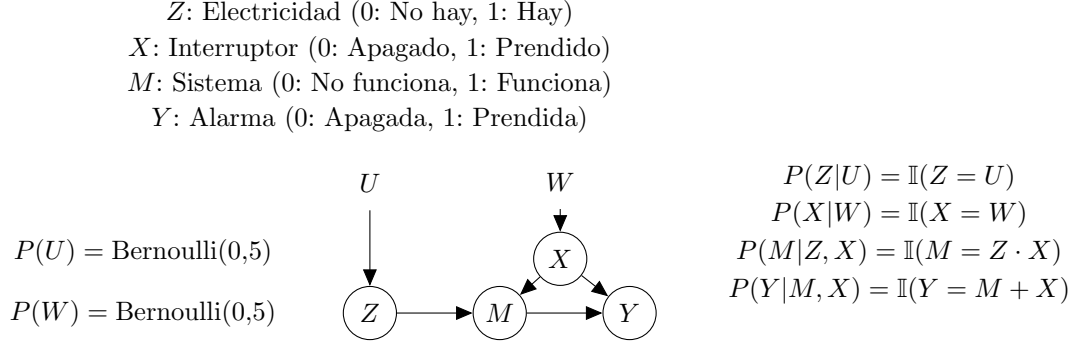 Z: Electricidad (0: No hay, 1: Hay)
X: Interruptor (0: Apagado, 1: Prendido)
M: Sistema (0: No funciona, 1: Funciona)
Y: Alarma (0: Apagada, 1: Prendida)
U
W
P(U) = Bernoulli(0,5)
P(W) = Bernoulli(0,5)
X
Z
M
Y
P(Z|U) = 𝕀(Z = U)
P(X|W) = 𝕀(X = W)
P(M|Z, X) = 𝕀(M = Z · X)
P(Y|M, X) = 𝕀(Y = M + X)